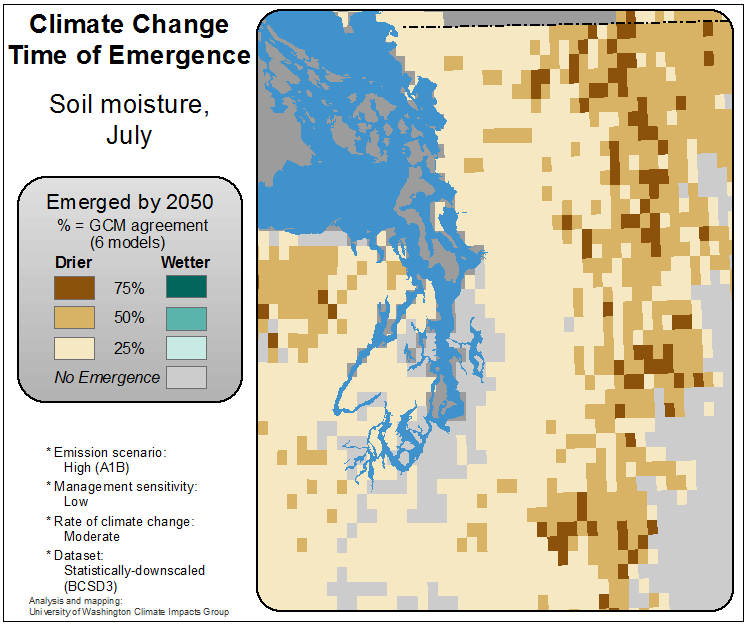 Climate Change
Time of Emergence
Soil moisture,
July
Emerged by 2050
% = GCM agreement
(6 models)
Drier Wetter
75%
50%
25%
No Emergence
* Emission scenario:
High (A1B)
* Management sensitivity:
Low
* Rate of climate change:
Moderate
* Dataset:
Statistically-downscaled
(BCSD3)
Analysis and mapping:
University of Washington Climate Impacts Group